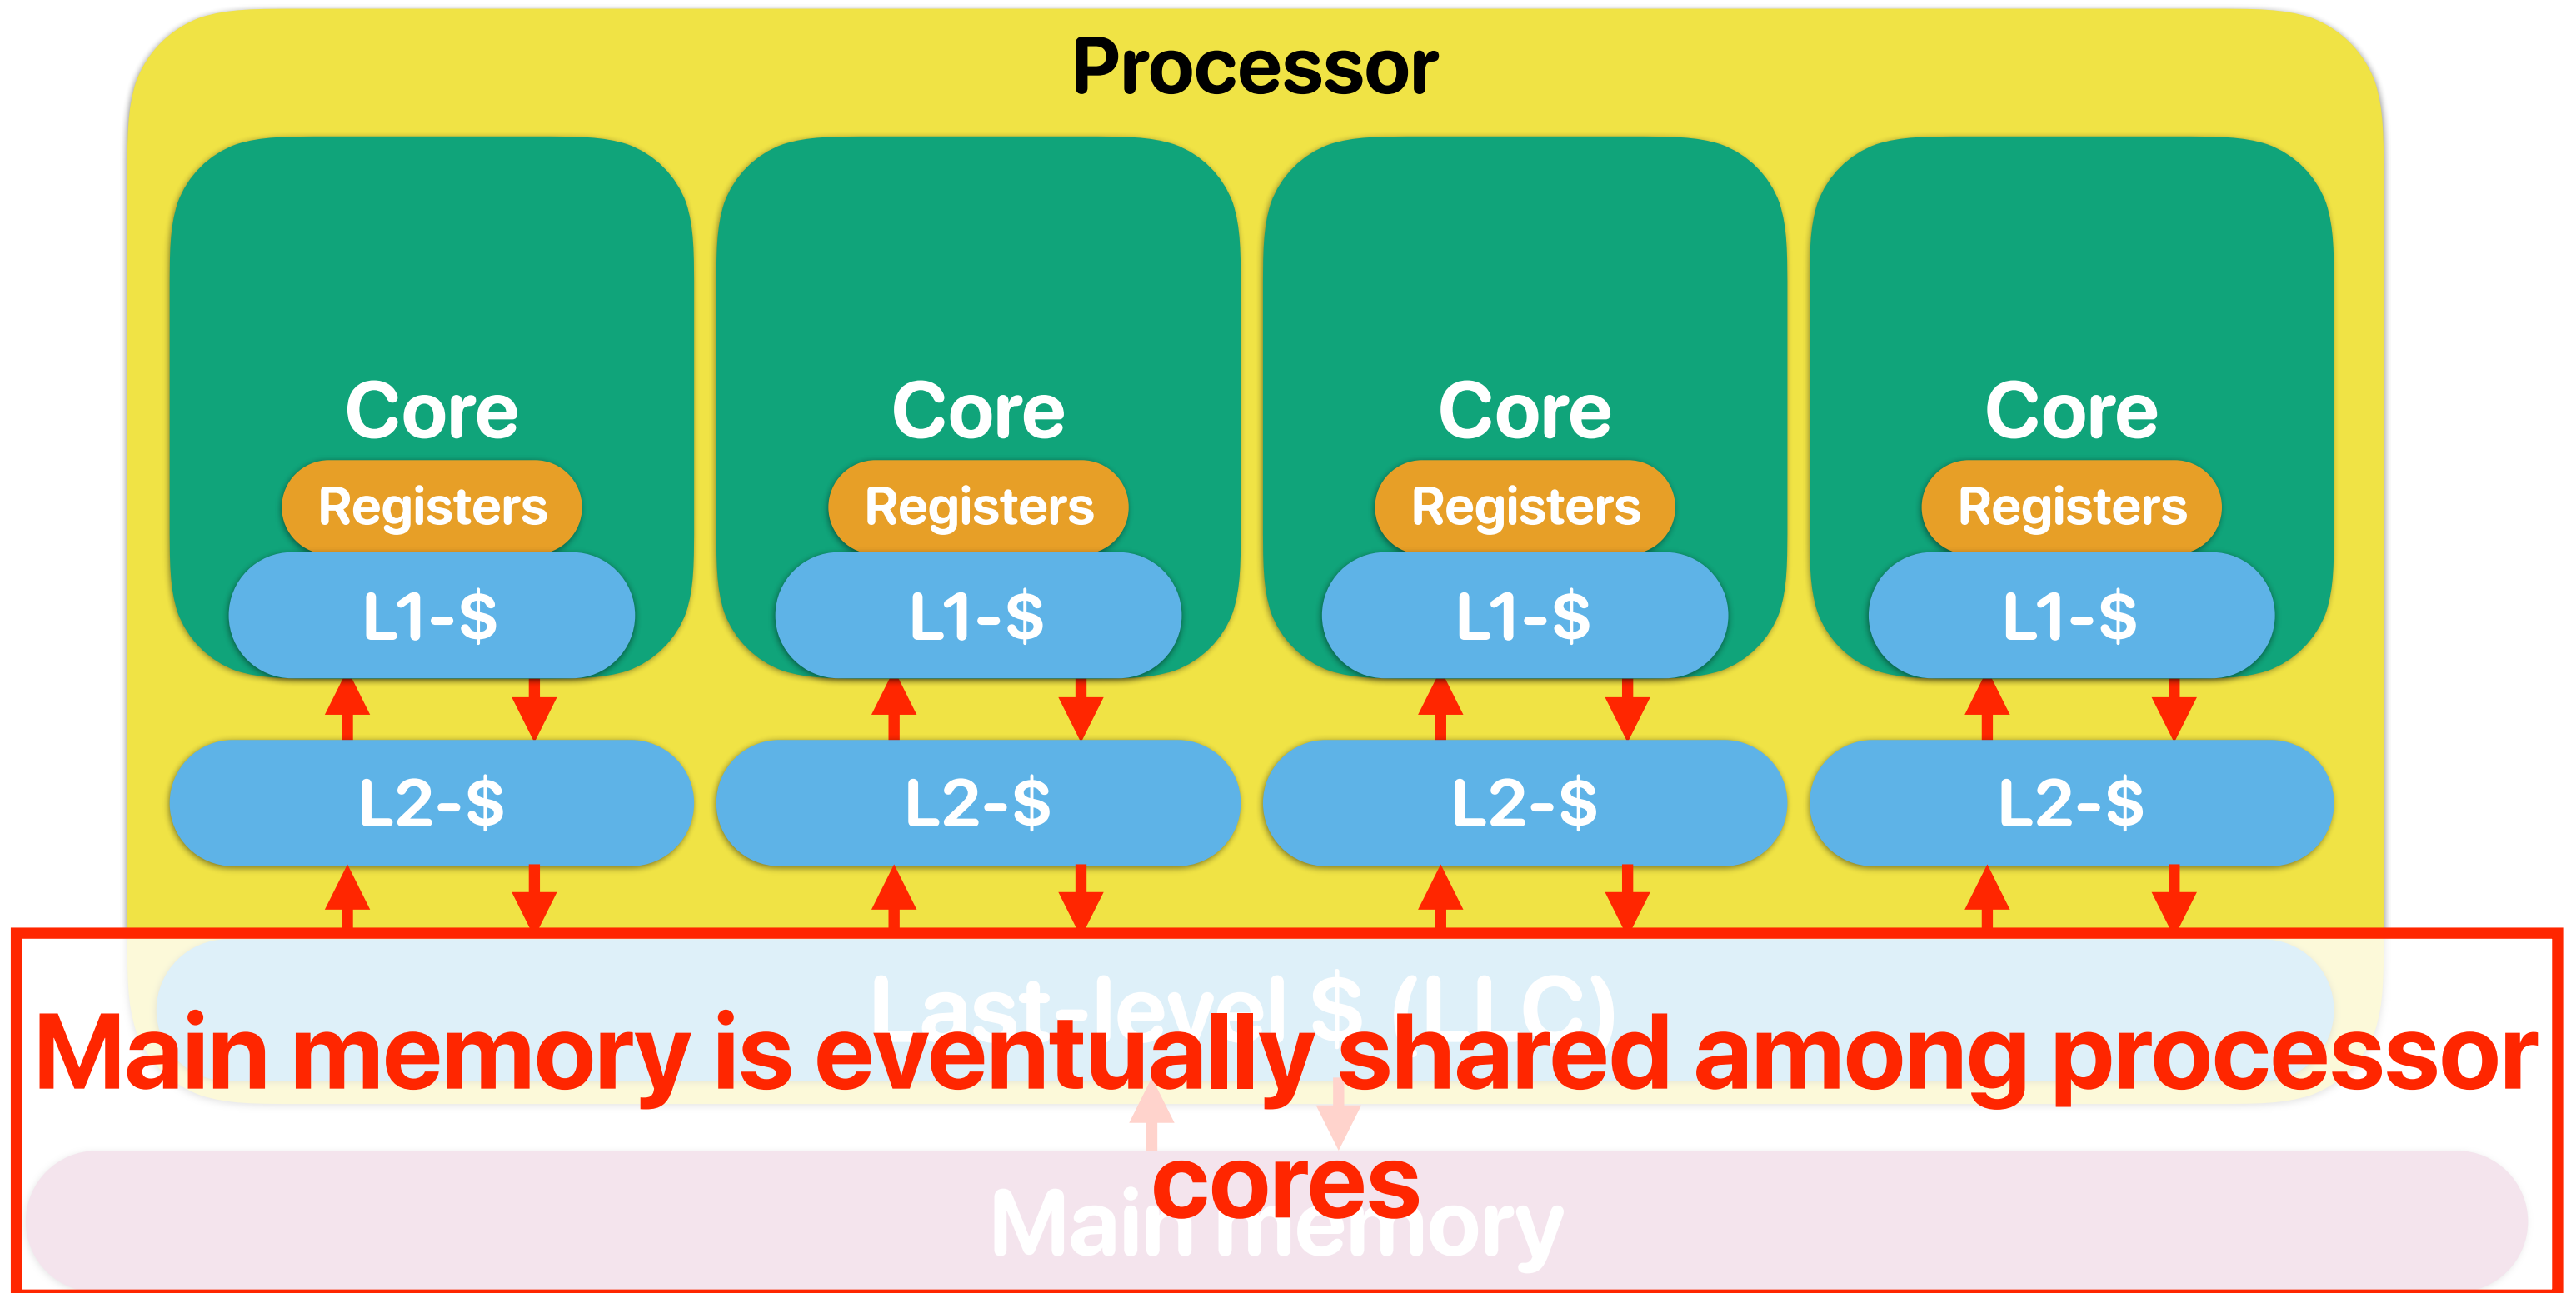 Processor
Core Core Core Core
Registers Registers Registers Registers
L1-$ L1-$ L1-$ L1-$
L2-$ L2-$ L2-$ L2-$
Last-level $ (LLC)
Main memory is eventually shared among processor
cores
Main memory